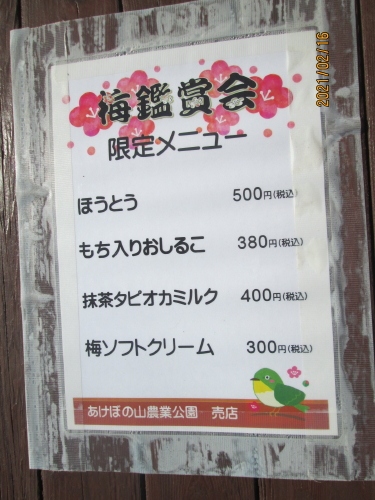 2021/02/16
梅鑑賞会
限定メニュー
ほうとう 500円(税込)
もち入りおしるこ 380円(税込)
抹茶タピオカミルク 400円(税込)
梅ソフトクリーム 300円(税込)
あけぼの山農業公園 売店